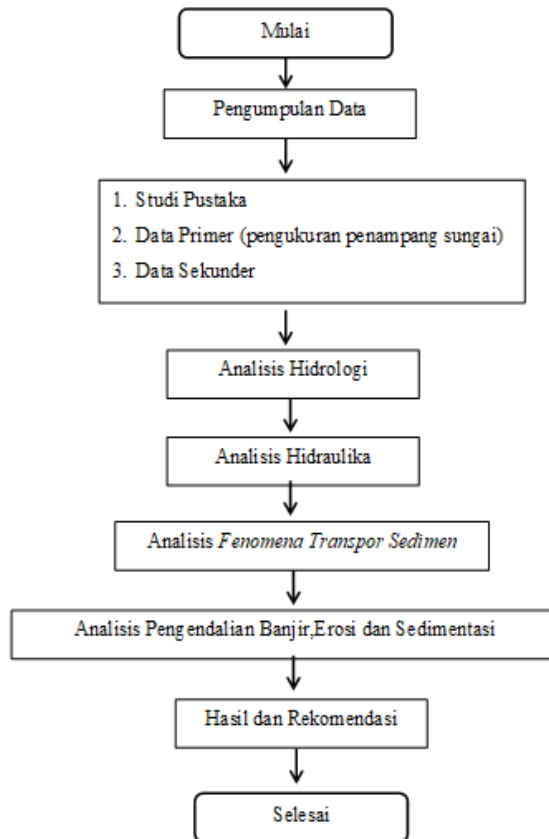 Mulai
Pengumpulan Data
1. Studi Pustaka
2. Data Primer (pengukuran penampang sungai)
3. Data Sekunder
Analisis Hidrologi
Analisis Hidraulika
Analisis Fenomena Transpor Sedimen
Analisis Pengendalian Banjir,Erosi dan Sedimentasi
Hasil dan Rekomendasi
Selesai